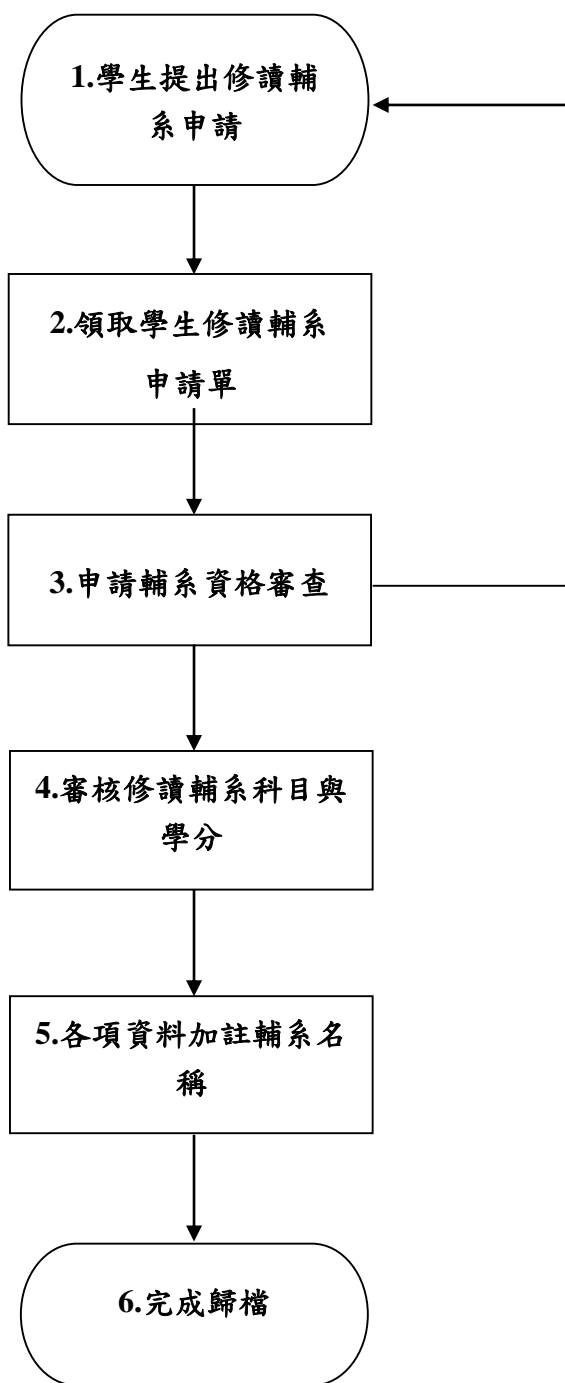 1.學生提出修讀輔
系申請
2.領取學生修讀輔系
申請單
3.申請輔系資格審查
4.審核修讀輔系科目與
學分
5.各項資料加註輔系名
稱
6.完成歸檔